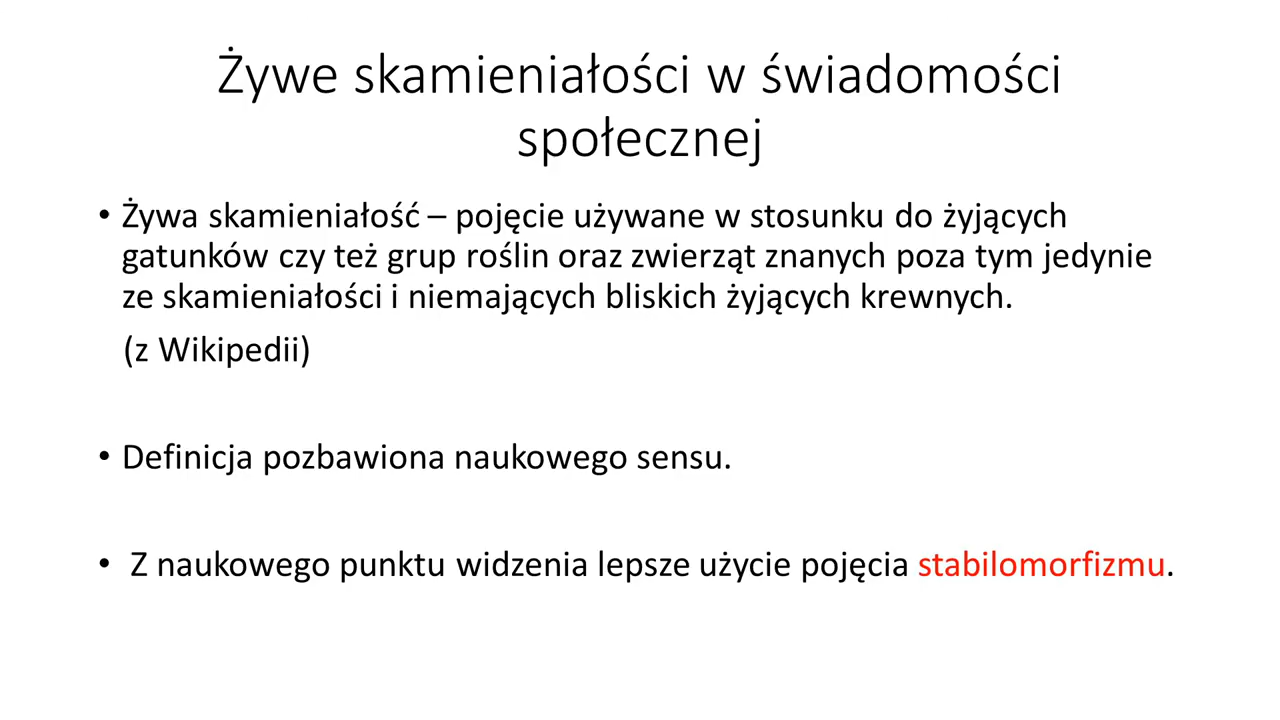 Żywe skamieniałości w świadomości
społecznej
• Żywa skamieniałość – pojęcie używane w stosunku do żyjących
gatunków czy też grup roślin oraz zwierząt znanych poza tym jedynie
ze skamieniałości i niemających bliskich żyjących krewnych.
(z Wikipedii)
• Definicja pozbawiona naukowego sensu.
• Z naukowego punktu widzenia lepsze użycie pojęcia stabilomorfizmu.